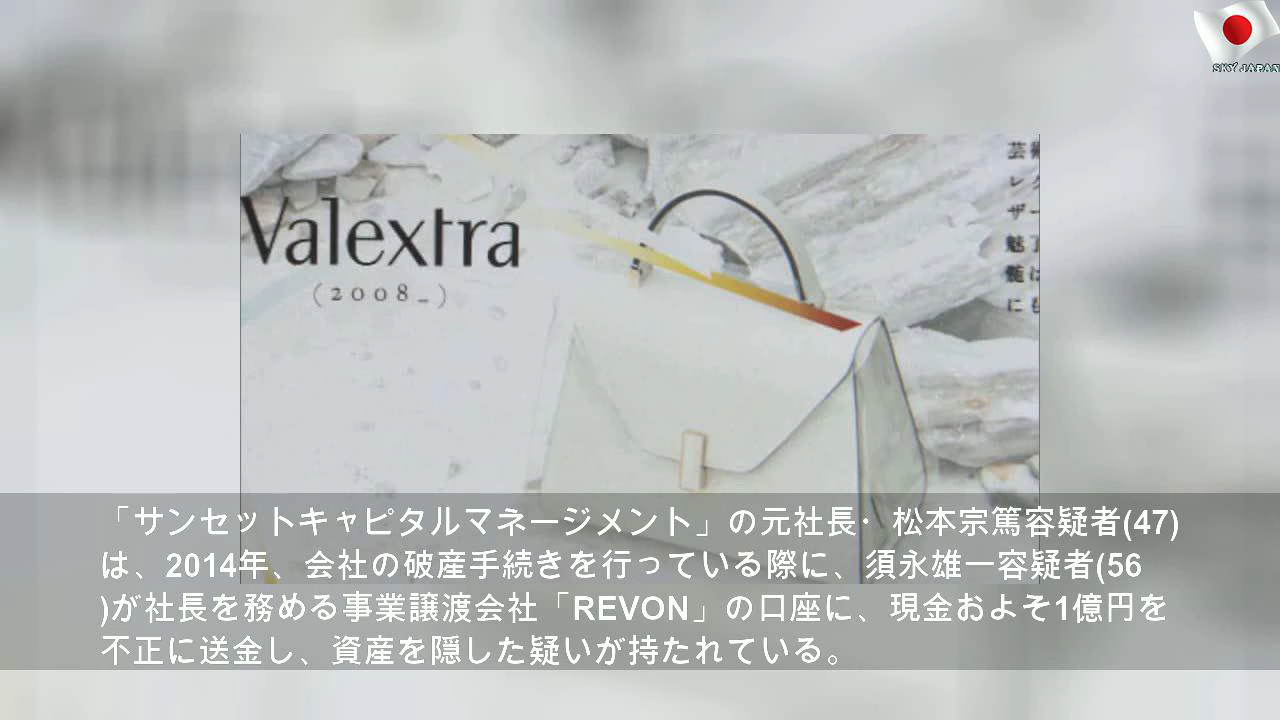 SKY JAPAN
Valextra
(2008_)
「サンセットキャピタルマネージメント」の元社長・松本宗篤容疑者(47)
は、2014年、会社の破産手続きを行っている際に、須永雄一容疑者(56
)が社長を務める事業譲渡会社「REVON」の口座に、現金およそ1億円を
不正に送金し、資産を隠した疑いが持たれている。